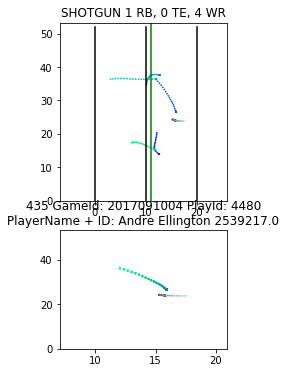 SHOTGUN 1 RB, 0 TE, 4 WR
50
40
30
20
10
0
0 10 20
435 GameId: 2017091004 PlayId: 4480
PlayerName + ID: Andre Ellington 2539217.0
40
20
0
10 15 20